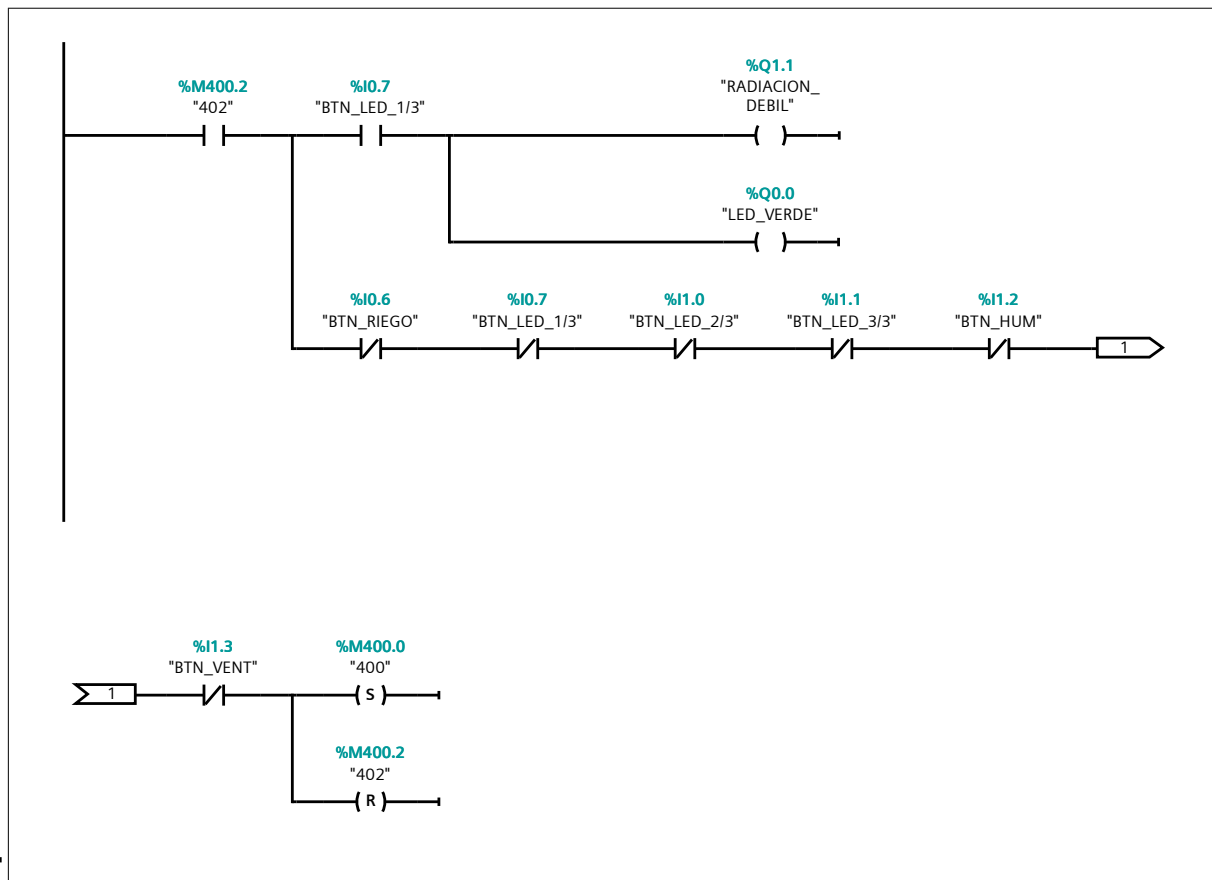 %Q1.1
"RADIACION_
DEBIL"
%M400.2
"402"
%I0.7
"BTN_LED_1/3"
%Q0.0
"LED_VERDE"
%I0.6
"BTN_RIEGO"
%I0.7
"BTN_LED_1/3"
%I1.0
"BTN_LED_2/3"
%I1.1
"BTN_LED_3/3"
%I1.2
"BTN_HUM"
1
1
%I1.3
"BTN_VENT"
%M400.0
"400"
S
%M400.2
"402"
R